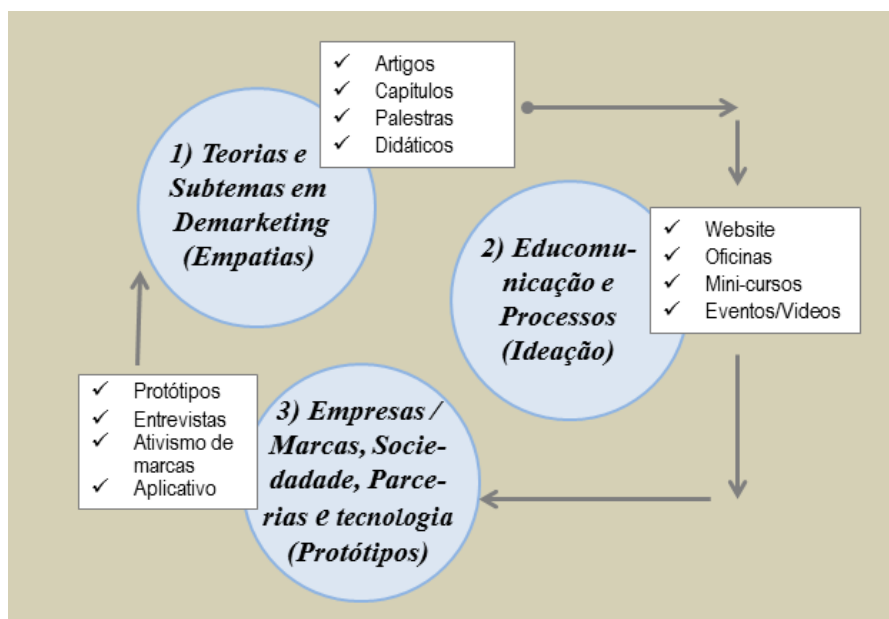 1) Teorias e
Subtemas em
Demarketing
(Empatias)
✓ Artigos
✓ Capítulos
✓ Palestras
✓ Didáticos
2) Educomu-
nicação e
Processos
(Ideação)
✓ Website
✓ Oficinas
✓ Mini-cursos
✓ Eventos/Videos
3) Empresas /
Marcas, Socie-
dadade, Parce-
rias e tecnologia
(Protótipos)
✓ Protótipos
✓ Entrevistas
✓ Ativismo de
marcas
✓ Aplicativo